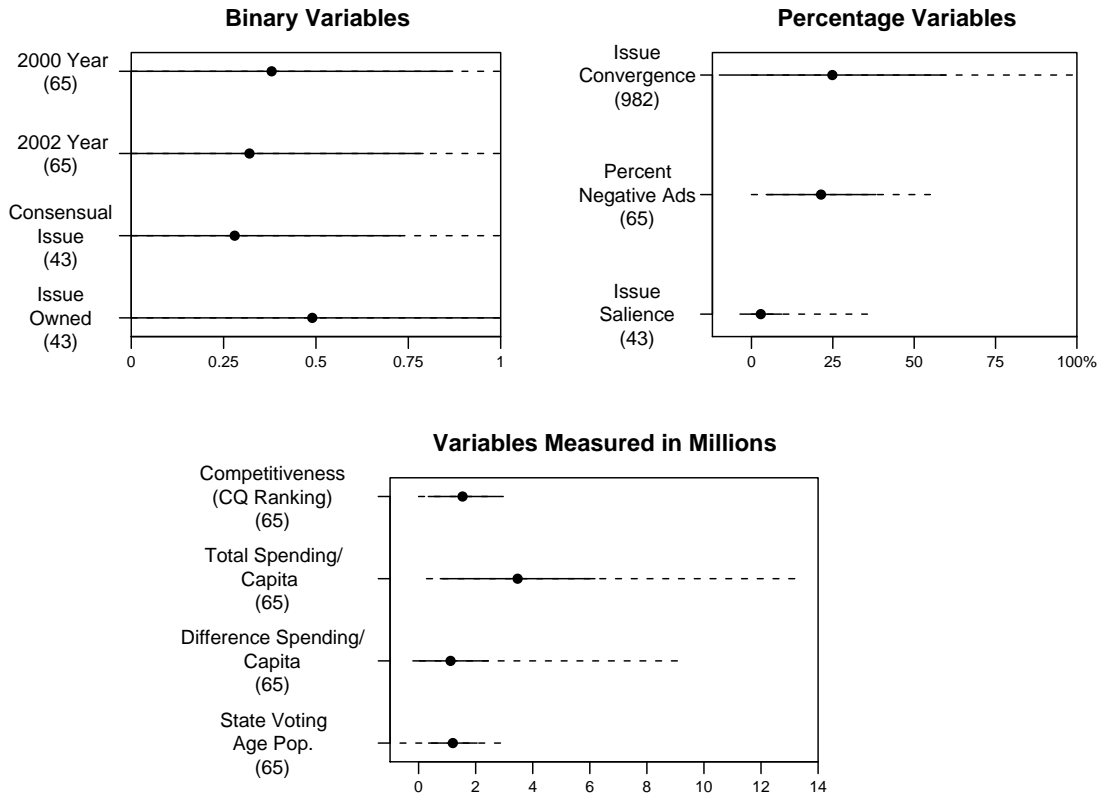 Binary Variables
2000 Year
(65)
2002 Year
(65)
Consensual
Issue
(43)
Issue
Owned
(43)
0 0.25 0.5 0.75 1
Percentage Variables
Issue
Convergence
(982)
Percent
Negative Ads
(65)
Issue
Salience
(43)
0 25 50 75 100%
Variables Measured in Millions
Competitiveness
(CQ Ranking)
(65)
Total Spending/
Capita
(65)
Difference Spending/
Capita
(65)
State Voting
Age Pop.
(65)
0 2 4 6 8 10 12 14